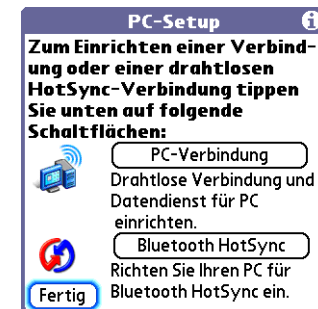 PC-Setup
Zum Einrichten einer Verbind-
ung oder einer drahtlosen
HotSync-Verbindung tippen
Sie unten auf folgende
Schaltflächen:
PC-Verbindung
Drahtlose Verbindung und
Datendienst für PC
einrichten.
Bluetooth HotSync
Richten Sie Ihren PC für
Bluetooth HotSync ein.
Fertig